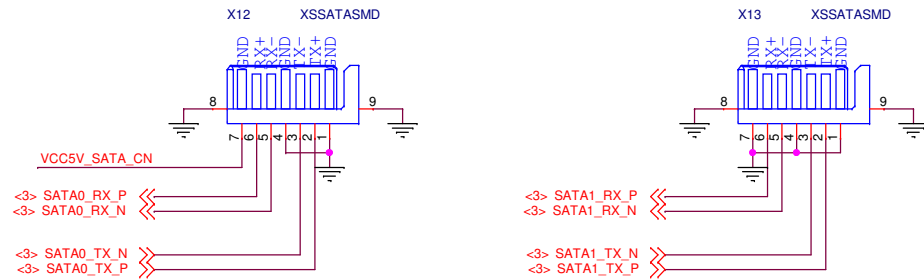 X12 XSSATASMD
GND RX+ RX- GND TX- TX+ GND
8 9
7 6 5 4 3 2 1
VCC5V_SATA_CN
<3> SATA0_RX_P
<3> SATA0_RX_N
<3> SATA0_TX_N
<3> SATA0_TX_P
X13 XSSATASMD
GND RX+ RX- GND TX- TX+ GND
8 9
7 6 5 4 3 2 1
<3> SATA1_RX_P
<3> SATA1_RX_N
<3> SATA1_TX_N
<3> SATA1_TX_P